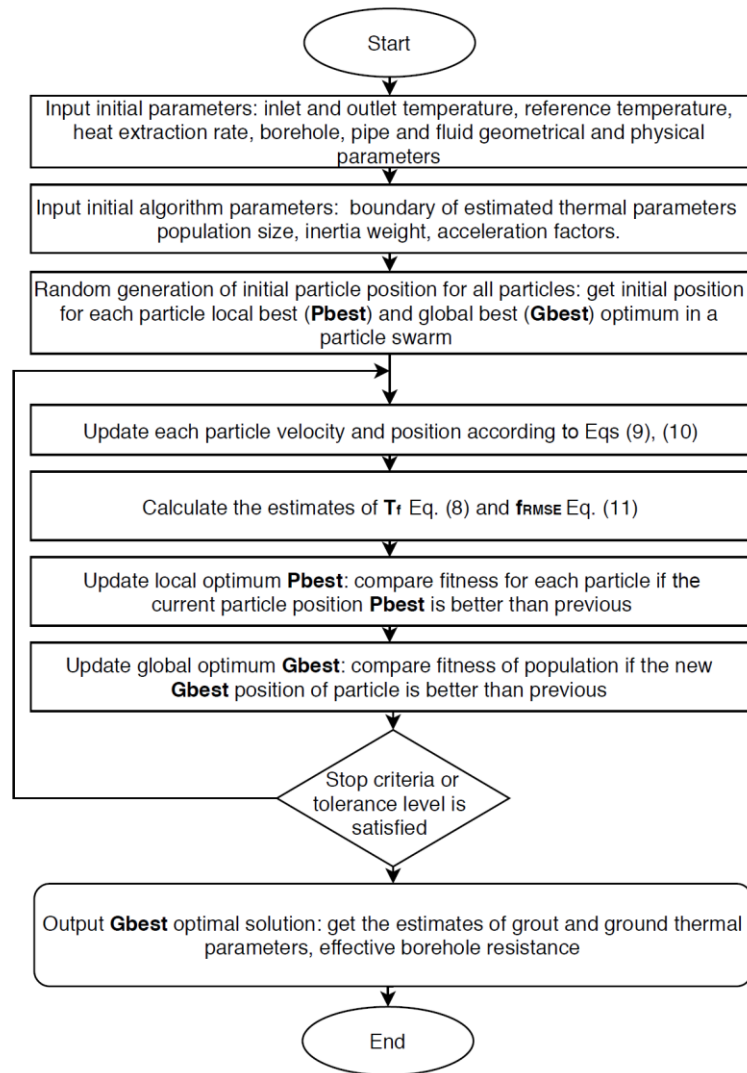 Start
Input initial parameters: inlet and outlet temperature, reference temperature,
heat extraction rate, borehole, pipe and fluid geometrical and physical
parameters
Input initial algorithm parameters: boundary of estimated thermal parameters
population size, inertia weight, acceleration factors.
Random generation of initial particle position for all particles: get initial position
for each particle local best (Pbest) and global best (Gbest) optimum in a
particle swarm
Update each particle velocity and position according to Eqs (9), (10)
Calculate the estimates of Tf Eq. (8) and fRMSE Eq. (11)
Update local optimum Pbest: compare fitness for each particle if the
current particle position Pbest is better than previous
Update global optimum Gbest: compare fitness of population if the new
Gbest position of particle is better than previous
Stop criteria or
tolerance level is
satisfied
Output Gbest optimal solution: get the estimates of grout and ground thermal
parameters, effective borehole resistance
End